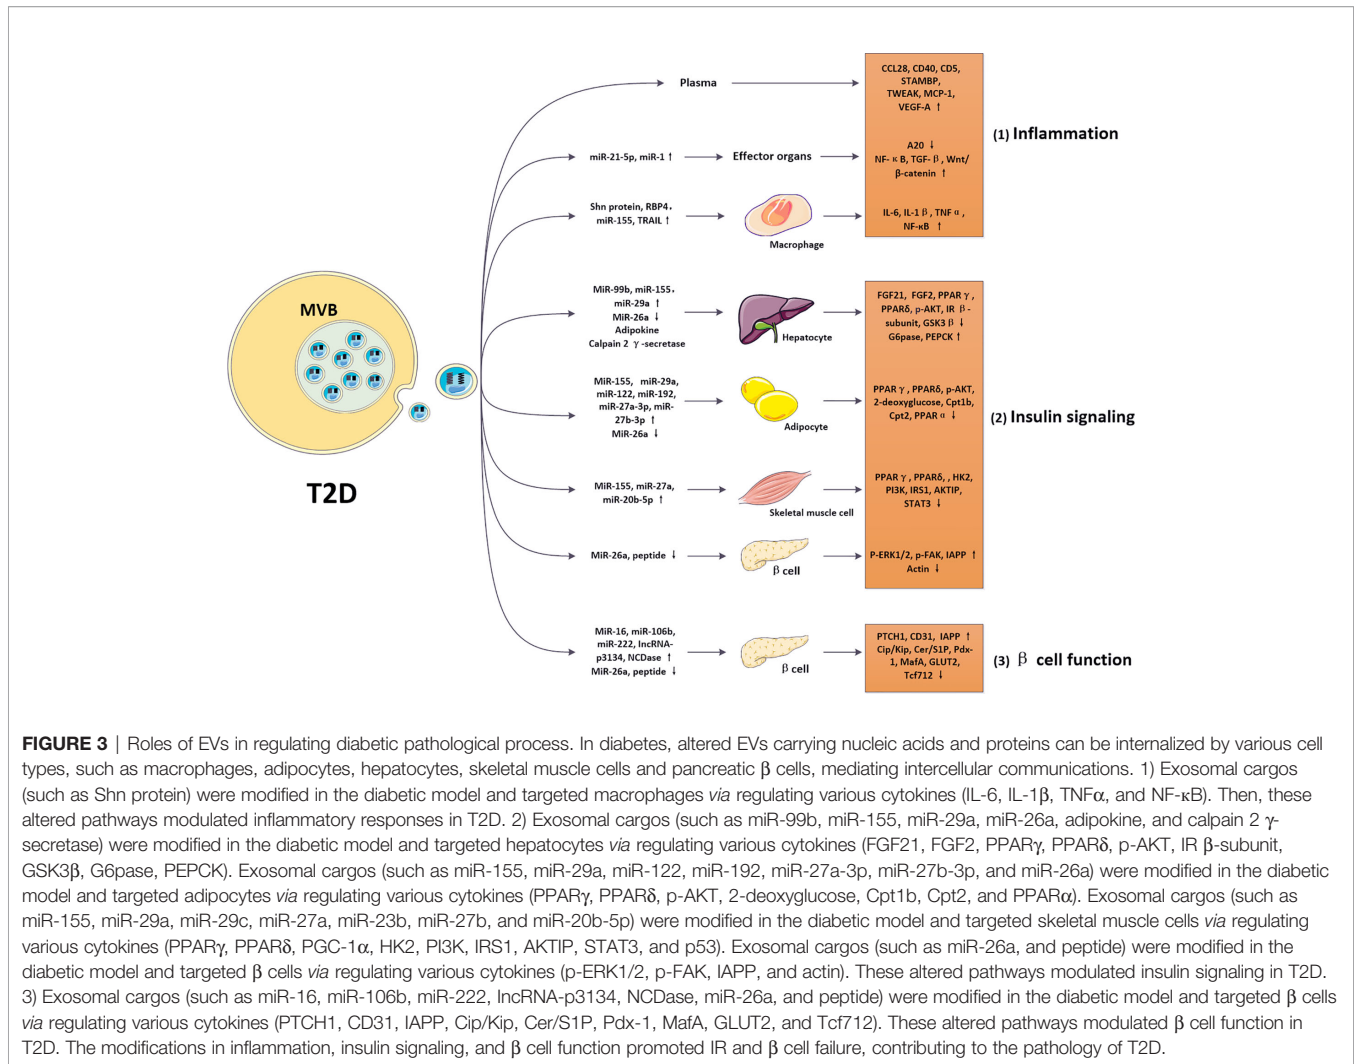 Plasma
CCL28, CD40, CD5,
STAMBP,
TWEAK, MCP-1,
VEGF-A ↑
(1) Inflammation
miR-21-5p, miR-1 ↑
Effector organs
A20 ↓
NF-κB, TGF-β, Wnt/
β-catenin ↑
Shn protein, RBP4,
miR-155, TRAIL ↑
Macrophage
IL-6, IL-1β, TNFα,
NF-κB ↑
MVB
T2D
MiR-99b, miR-155,
miR-29a ↑
MiR-26a ↓
Adipokine
Calpain 2 γ-secretase
Hepatocyte
FGF21, FGF2, PPARγ,
PPARδ, p-AKT, IR β-
subunit, GSK3β ↓
G6pase, PEPCK ↑
MiR-155, miR-29a,
miR-122, miR-192,
miR-27a-3p, miR-
27b-3p ↑
MiR-26a ↓
Adipocyte
PPARγ, PPARδ, p-AKT,
2-deoxyglucose, Cpt1b,
Cpt2, PPARα ↓
(2) Insulin signaling
MiR-155, miR-27a,
miR-20b-5p ↑
Skeletal muscle cell
PPARγ, PPARδ, , HK2,
PI3K, IRS1, AKTIP,
STAT3 ↓
MiR-26a, peptide ↓
β cell
P-ERK1/2, p-FAK, IAPP ↑
Actin ↓
MiR-16, miR-106b,
miR-222, lncRNA-
p3134, NCDase ↑
MiR-26a, peptide ↓
β cell
PTCH1, CD31, IAPP ↑
Cip/Kip, Cer/S1P, Pdx-
1, MafA, GLUT2,
Tcf712 ↓
(3) β cell function
FIGURE 3 | Roles of EVs in regulating diabetic pathological process. In diabetes, altered EVs carrying nucleic acids and proteins can be internalized by various cell
types, such as macrophages, adipocytes, hepatocytes, skeletal muscle cells and pancreatic β cells, mediating intercellular communications. 1) Exosomal cargos
(such as Shn protein) were modified in the diabetic model and targeted macrophages via regulating various cytokines (IL-6, IL-1β, TNFα, and NF-κB). Then, these
altered pathways modulated inflammatory responses in T2D. 2) Exosomal cargos (such as miR-99b, miR-155, miR-29a, miR-26a, adipokine, and calpain 2 γ-
secretase) were modified in the diabetic model and targeted hepatocytes via regulating various cytokines (FGF21, FGF2, PPARγ, PPARδ, p-AKT, IR β-subunit,
GSK3β, G6pase, PEPCK). Exosomal cargos (such as miR-155, miR-29a, miR-122, miR-192, miR-27a-3p, miR-27b-3p, and miR-26a) were modified in the diabetic
model and targeted adipocytes via regulating various cytokines (PPARγ, PPARδ, p-AKT, 2-deoxyglucose, Cpt1b, Cpt2, and PPARα). Exosomal cargos (such as
miR-155, miR-29a, miR-29c, miR-27a, miR-23b, miR-27b, and miR-20b-5p) were modified in the diabetic model and targeted skeletal muscle cells via regulating
various cytokines (PPARγ, PPARδ, PGC-1α, HK2, PI3K, IRS1, AKTIP, STAT3, and p53). Exosomal cargos (such as miR-26a, and peptide) were modified in the
diabetic model and targeted β cells via regulating various cytokines (p-ERK1/2, p-FAK, IAPP, and actin). These altered pathways modulated insulin signaling in T2D.
3) Exosomal cargos (such as miR-16, miR-106b, miR-222, lncRNA-p3134, NCDase, miR-26a, and peptide) were modified in the diabetic model and targeted β cells
via regulating various cytokines (PTCH1, CD31, IAPP, Cip/Kip, Cer/S1P, Pdx-1, MafA, GLUT2, and Tcf712). These altered pathways modulated β cell function in
T2D. The modifications in inflammation, insulin signaling, and β cell function promoted IR and β cell failure, contributing to the pathology of T2D.